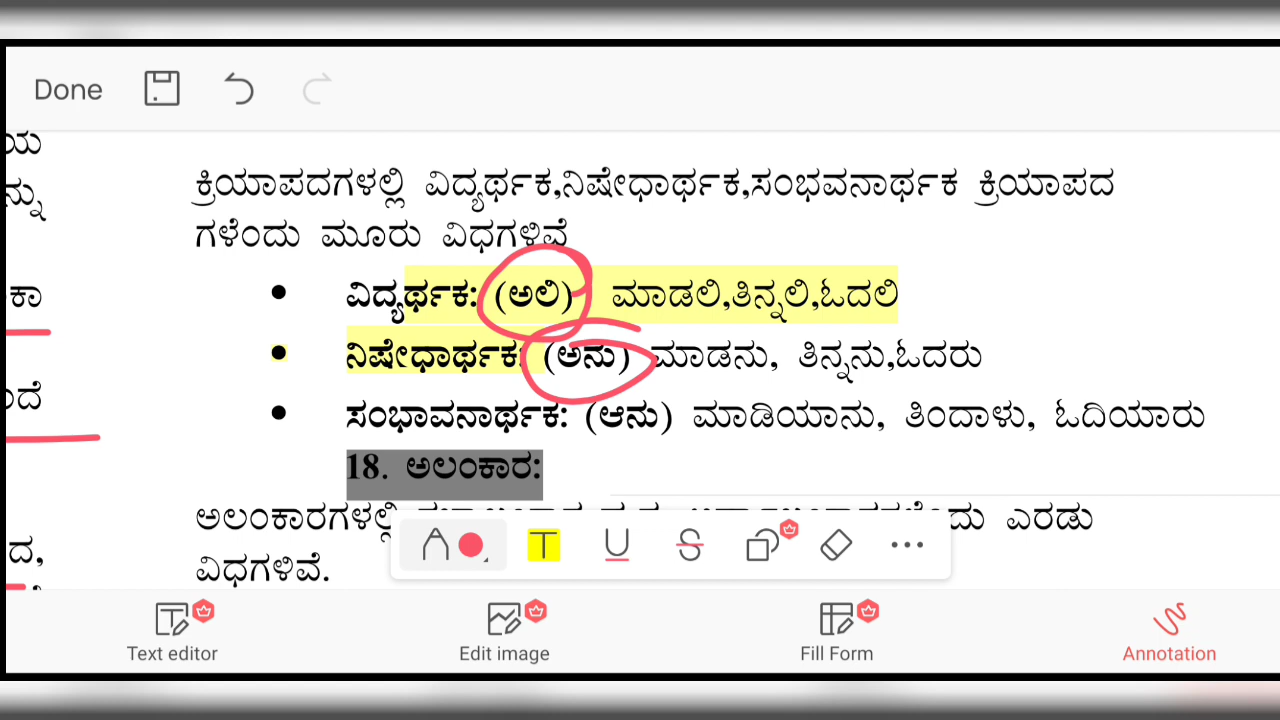 Done
ಯ
ನ್ನು
ಕ್ರಿಯಾಪದಗಳಲ್ಲಿ ವಿದ್ಯರ್ಥಕ,ನಿಷೇಧಾರ್ಥಕ,ಸಂಭವನಾರ್ಥಕ ಕ್ರಿಯಾಪದ
ಗಳೆಂದು ಮೂರು ವಿಧಗಳಿವೆ
ಕಾ
• ವಿದ್ಯರ್ಥಕ: (ಅಲಿ) ಮಾಡಲಿ,ತಿನ್ನಲಿ,ಓದಲಿ
• ನಿಷೇಧಾರ್ಥಕ: (ಅನು) ಮಾಡನು, ತಿನ್ನನು,ಓದರು
• ಸಂಭಾವನಾರ್ಥಕ: (ಆನು) ಮಾಡಿಯಾನು, ತಿಂದಾಳು, ಓದಿಯಾರು
18. ಅಲಂಕಾರ:
ಅಲಂಕಾರಗಳಲ್ಲಿ ಎರಡು
ವಿಧಗಳಿವೆ.
ದ,
Text editor
Edit image
Fill Form
Annotation